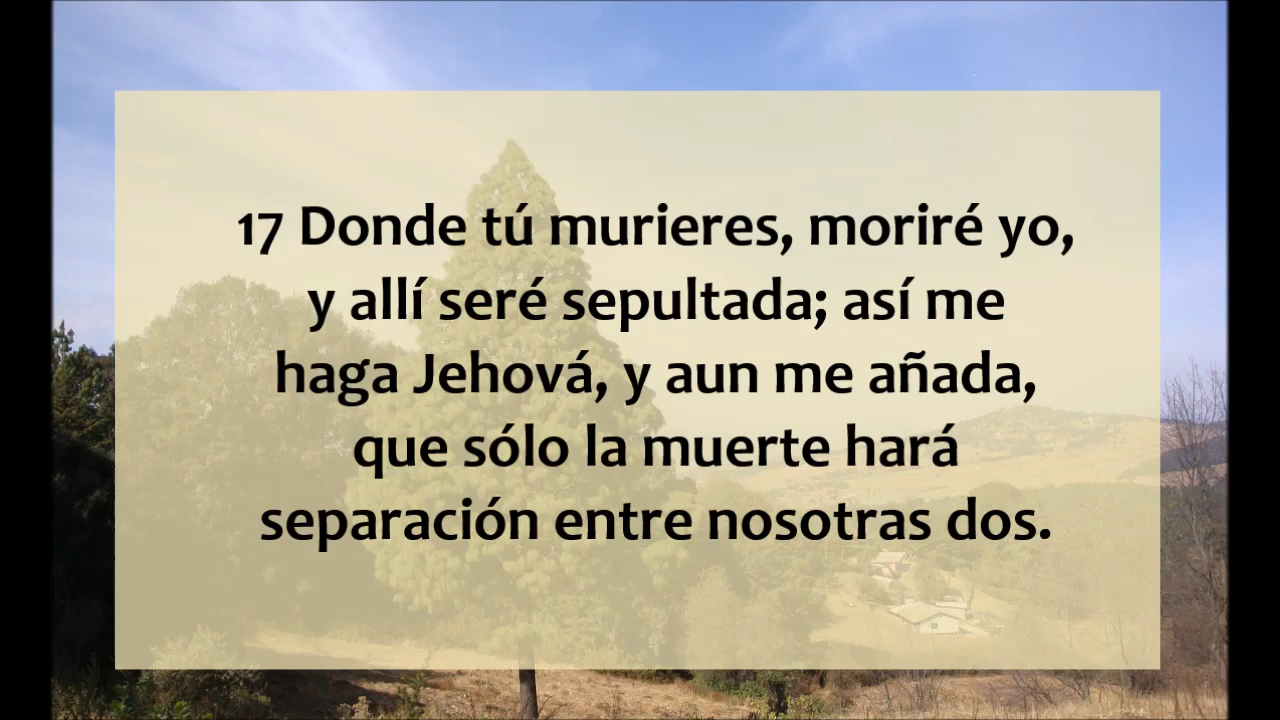 17 Donde tú murieres, moriré yo,
y allí seré sepultada; así me
haga Jehová, y aun me añada,
que sólo la muerte hará
separación entre nosotras dos.